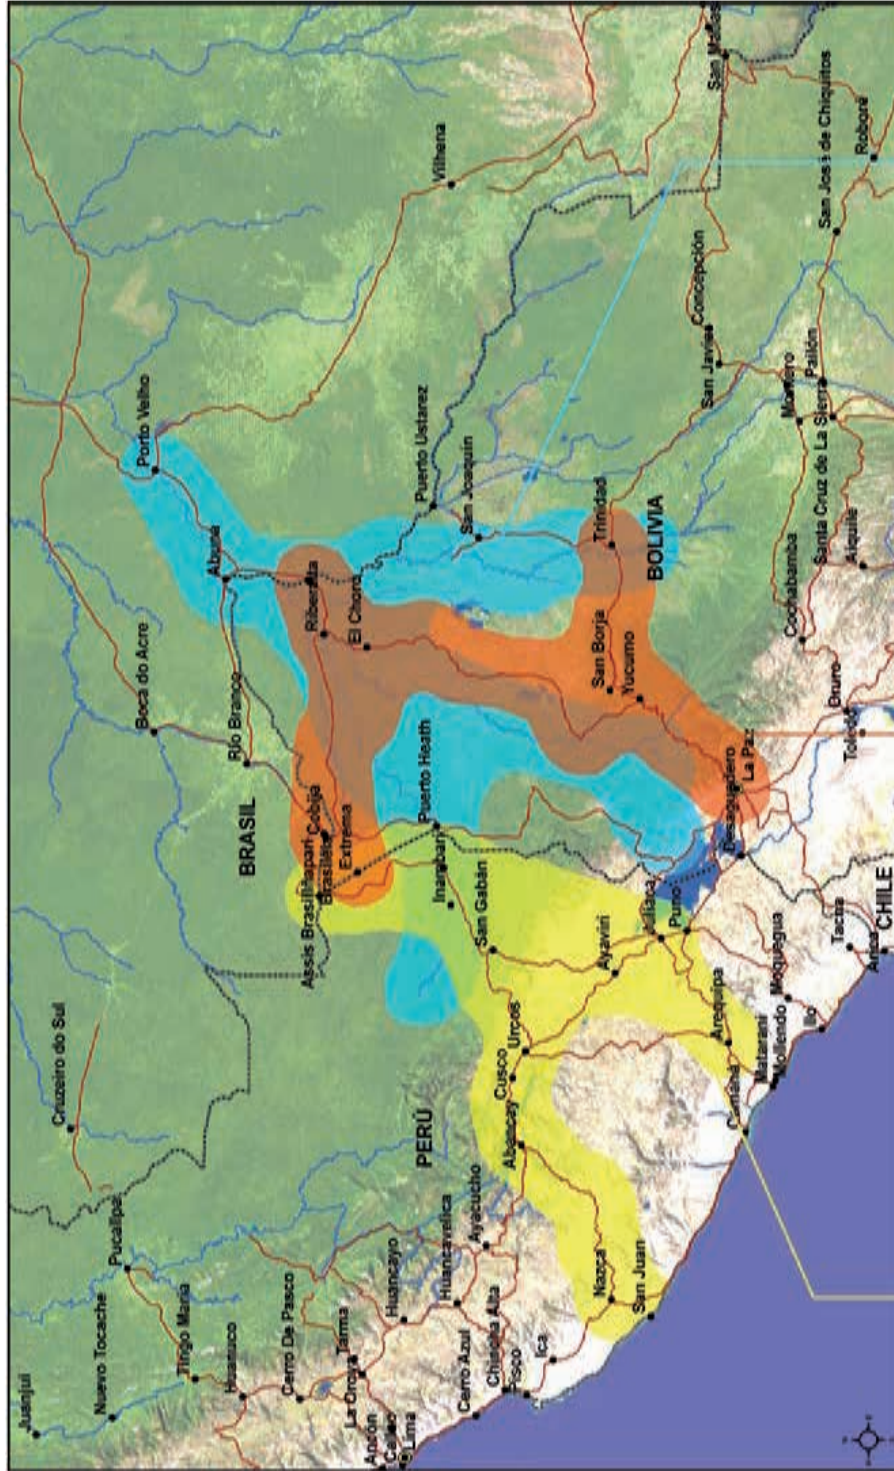 Juanjui
Nuevo Tocache
Tingo María
Huanuco
Cerro De Pasco
Tarma
La Oroya
Ancón
Callao
Lima
Huancayo
Huancavelica
Ayacucho
Cerro Azul
Chincha Alta
Pisco
Ica
Nazca
San Juan
Pucallpa
Cruzeiro do Sul
PERÚ
Abancay
Cusco
Urcos
San Gabán
Inambari
Ayaviri
Juliaca
Puno
Arequipa
Camaná
Matarani
Mollendo
Ilo
Moquegua
Tacna
Arica
CHILE
BRASIL
Assis Brasil
Iñapari
Brasiléia
Cobija
Extrema
Puerto Heath
Rio Branco
Boca do Acre
Abuná
Porto Velho
Riberalta
El Chorro
Puerto Ustarez
San Joaquín
Trinidad
BOLIVIA
San Borja
Yucumo
Desaguadero
La Paz
Oruro
Toledo
Cochabamba
Aiquile
Santa Cruz de La Sierra
Montero
Pailón
San Javier
Concepción
San José de Chiquitos
Roboré
San Matías
Vilhena